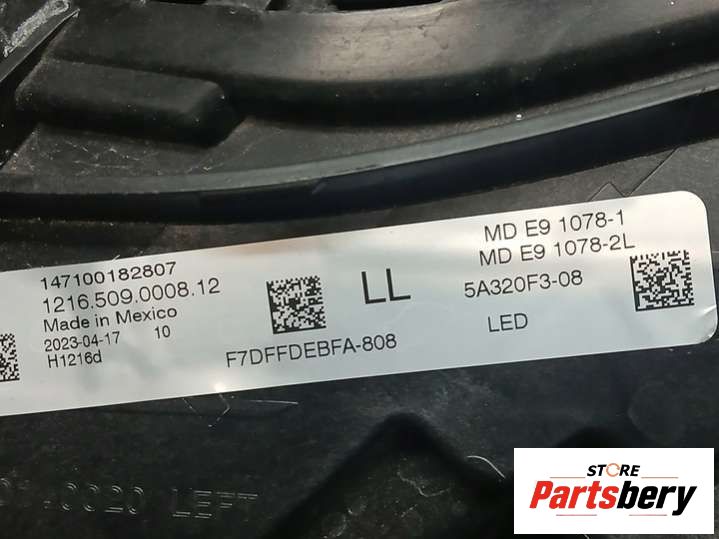 147100182807
1216.509.0008.12
Made in Mexico
2023-04-17 10
H1216d
F7DFFDEBFA-808
LL
MD E9 1078-1
MD E9 1078-2L
5A320F3-08
LED
0020 LEFT
STORE
Partsbery